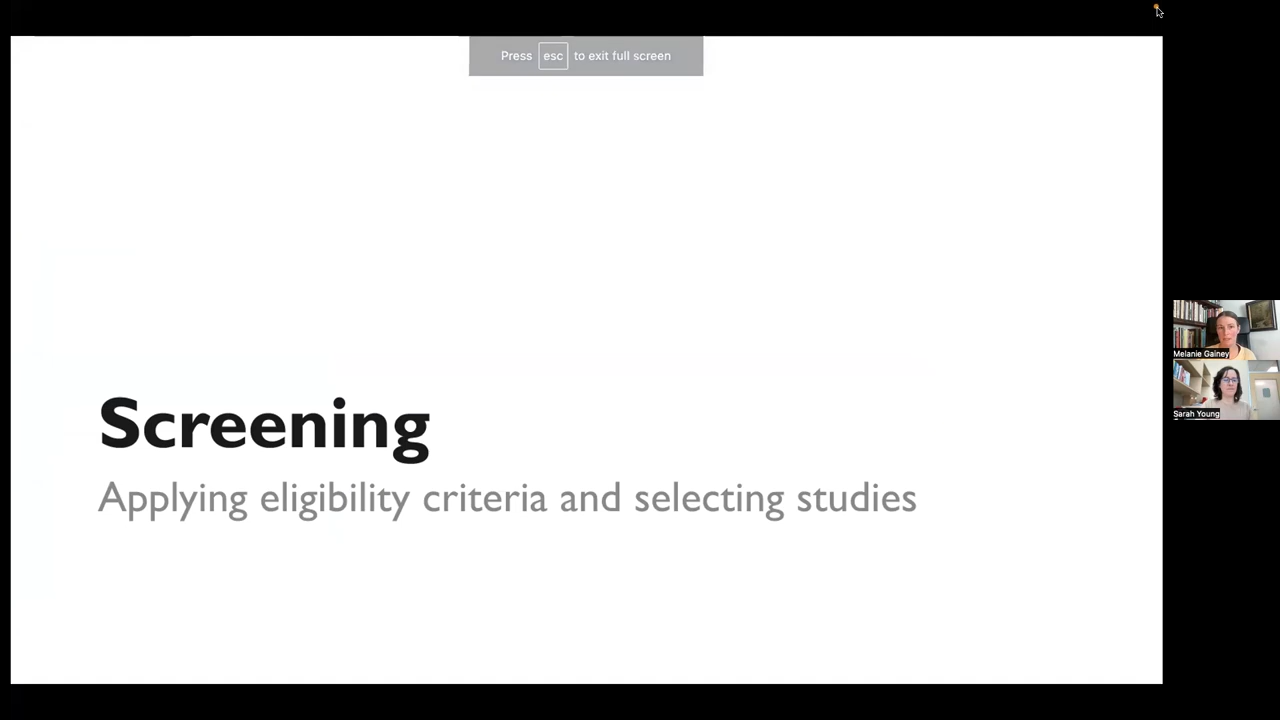 Press esc to exit full screen
Screening
Applying eligibility criteria and selecting studies
Melanie Gainey
Sarah Young